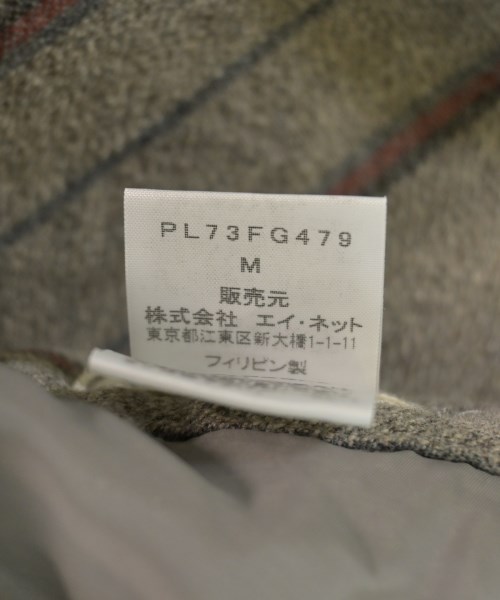 PL73FG479
M
販売元
株式会社 エイ・ネット
東京都江東区新大橋1-1-11
フィリピン製